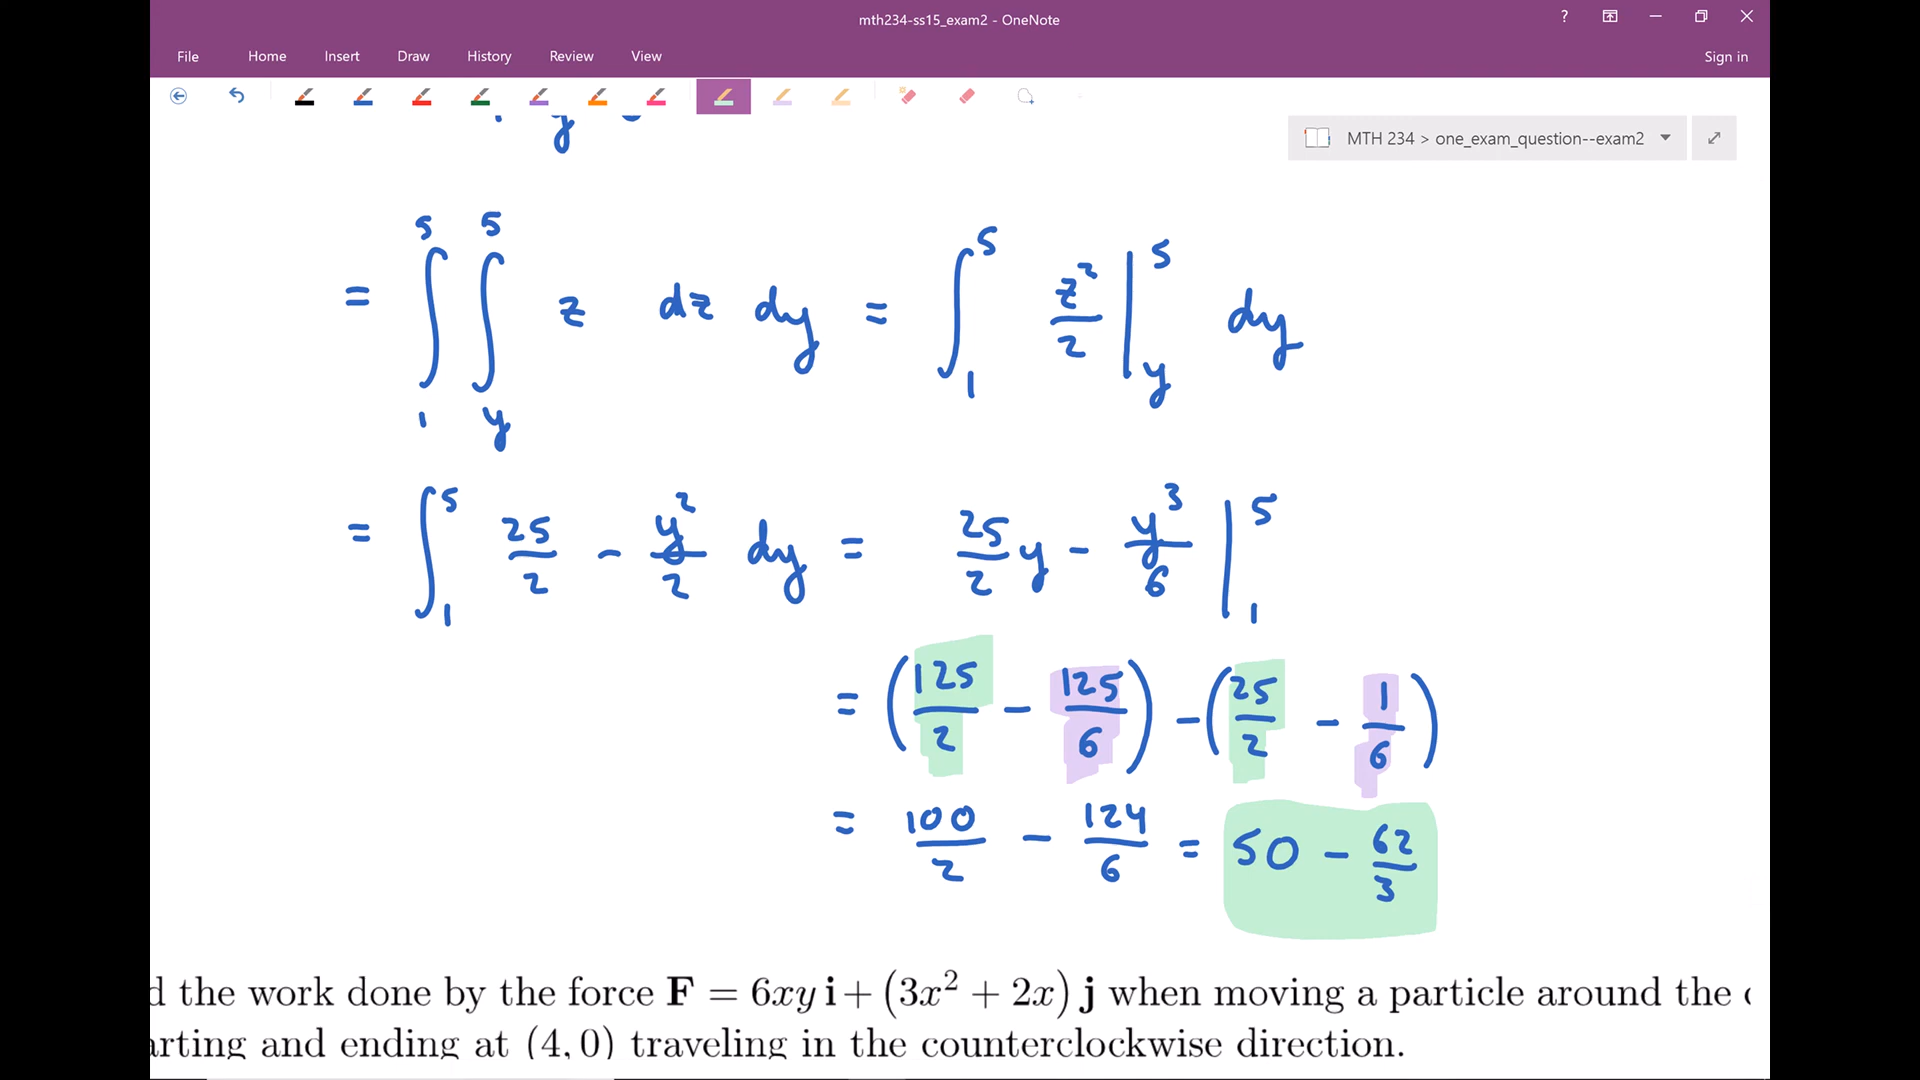 mth234-ss15_exam2 - OneNote
?
File Home Insert Draw History Review View Sign in
MTH 234 > one_exam_question--exam2
y
= ∫₁⁵ ∫_y⁵ z dz dy = ∫₁⁵ z²/2 |_y⁵ dy
= ∫₁⁵ 25/2 - y²/2 dy = 25/2 y - y³/6 |₁⁵
= (125/2 - 125/6) - (25/2 - 1/6)
= 100/2 - 124/6 = 50 - 62/3
the work done by the force F = 6xy i + (3x² + 2x) j when moving a particle around the
and ending at (4, 0) traveling in the counterclockwise direction.